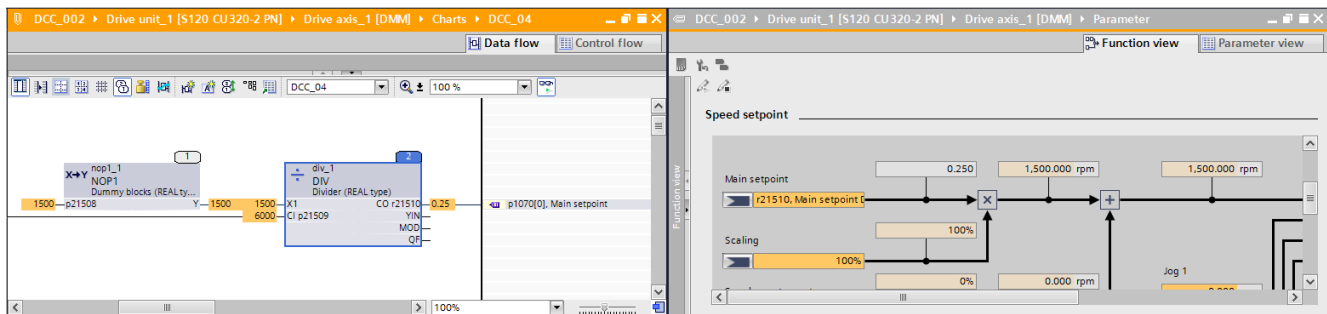 DCC_002 ▸ Drive unit_1 [S120 CU320-2 PN] ▸ Drive axis_1 [DMM] ▸ Charts ▸ DCC_04
Data flow
Control flow
DCC_04
100 %
1
nop1_1
X→Y NOP1
Dummy blocks (REAL ty...
1500 p21508 Y 1500
2
div_1
÷ DIV
Divider (REAL type)
1500 X1 CO r21510 0.25
6000 CI p21509 YIN
MOD
QF
p1070[0], Main setpoint
100%
DCC_002 ▸ Drive unit_1 [S120 CU320-2 PN] ▸ Drive axis_1 [DMM] ▸ Parameter
Function view
Parameter view
Function view
Speed setpoint
0.250
1,500.000 rpm
1,500.000 rpm
Main setpoint
r21510, Main setpoint
×
+
100%
Scaling
100%
0%
0.000 rpm
Jog 1